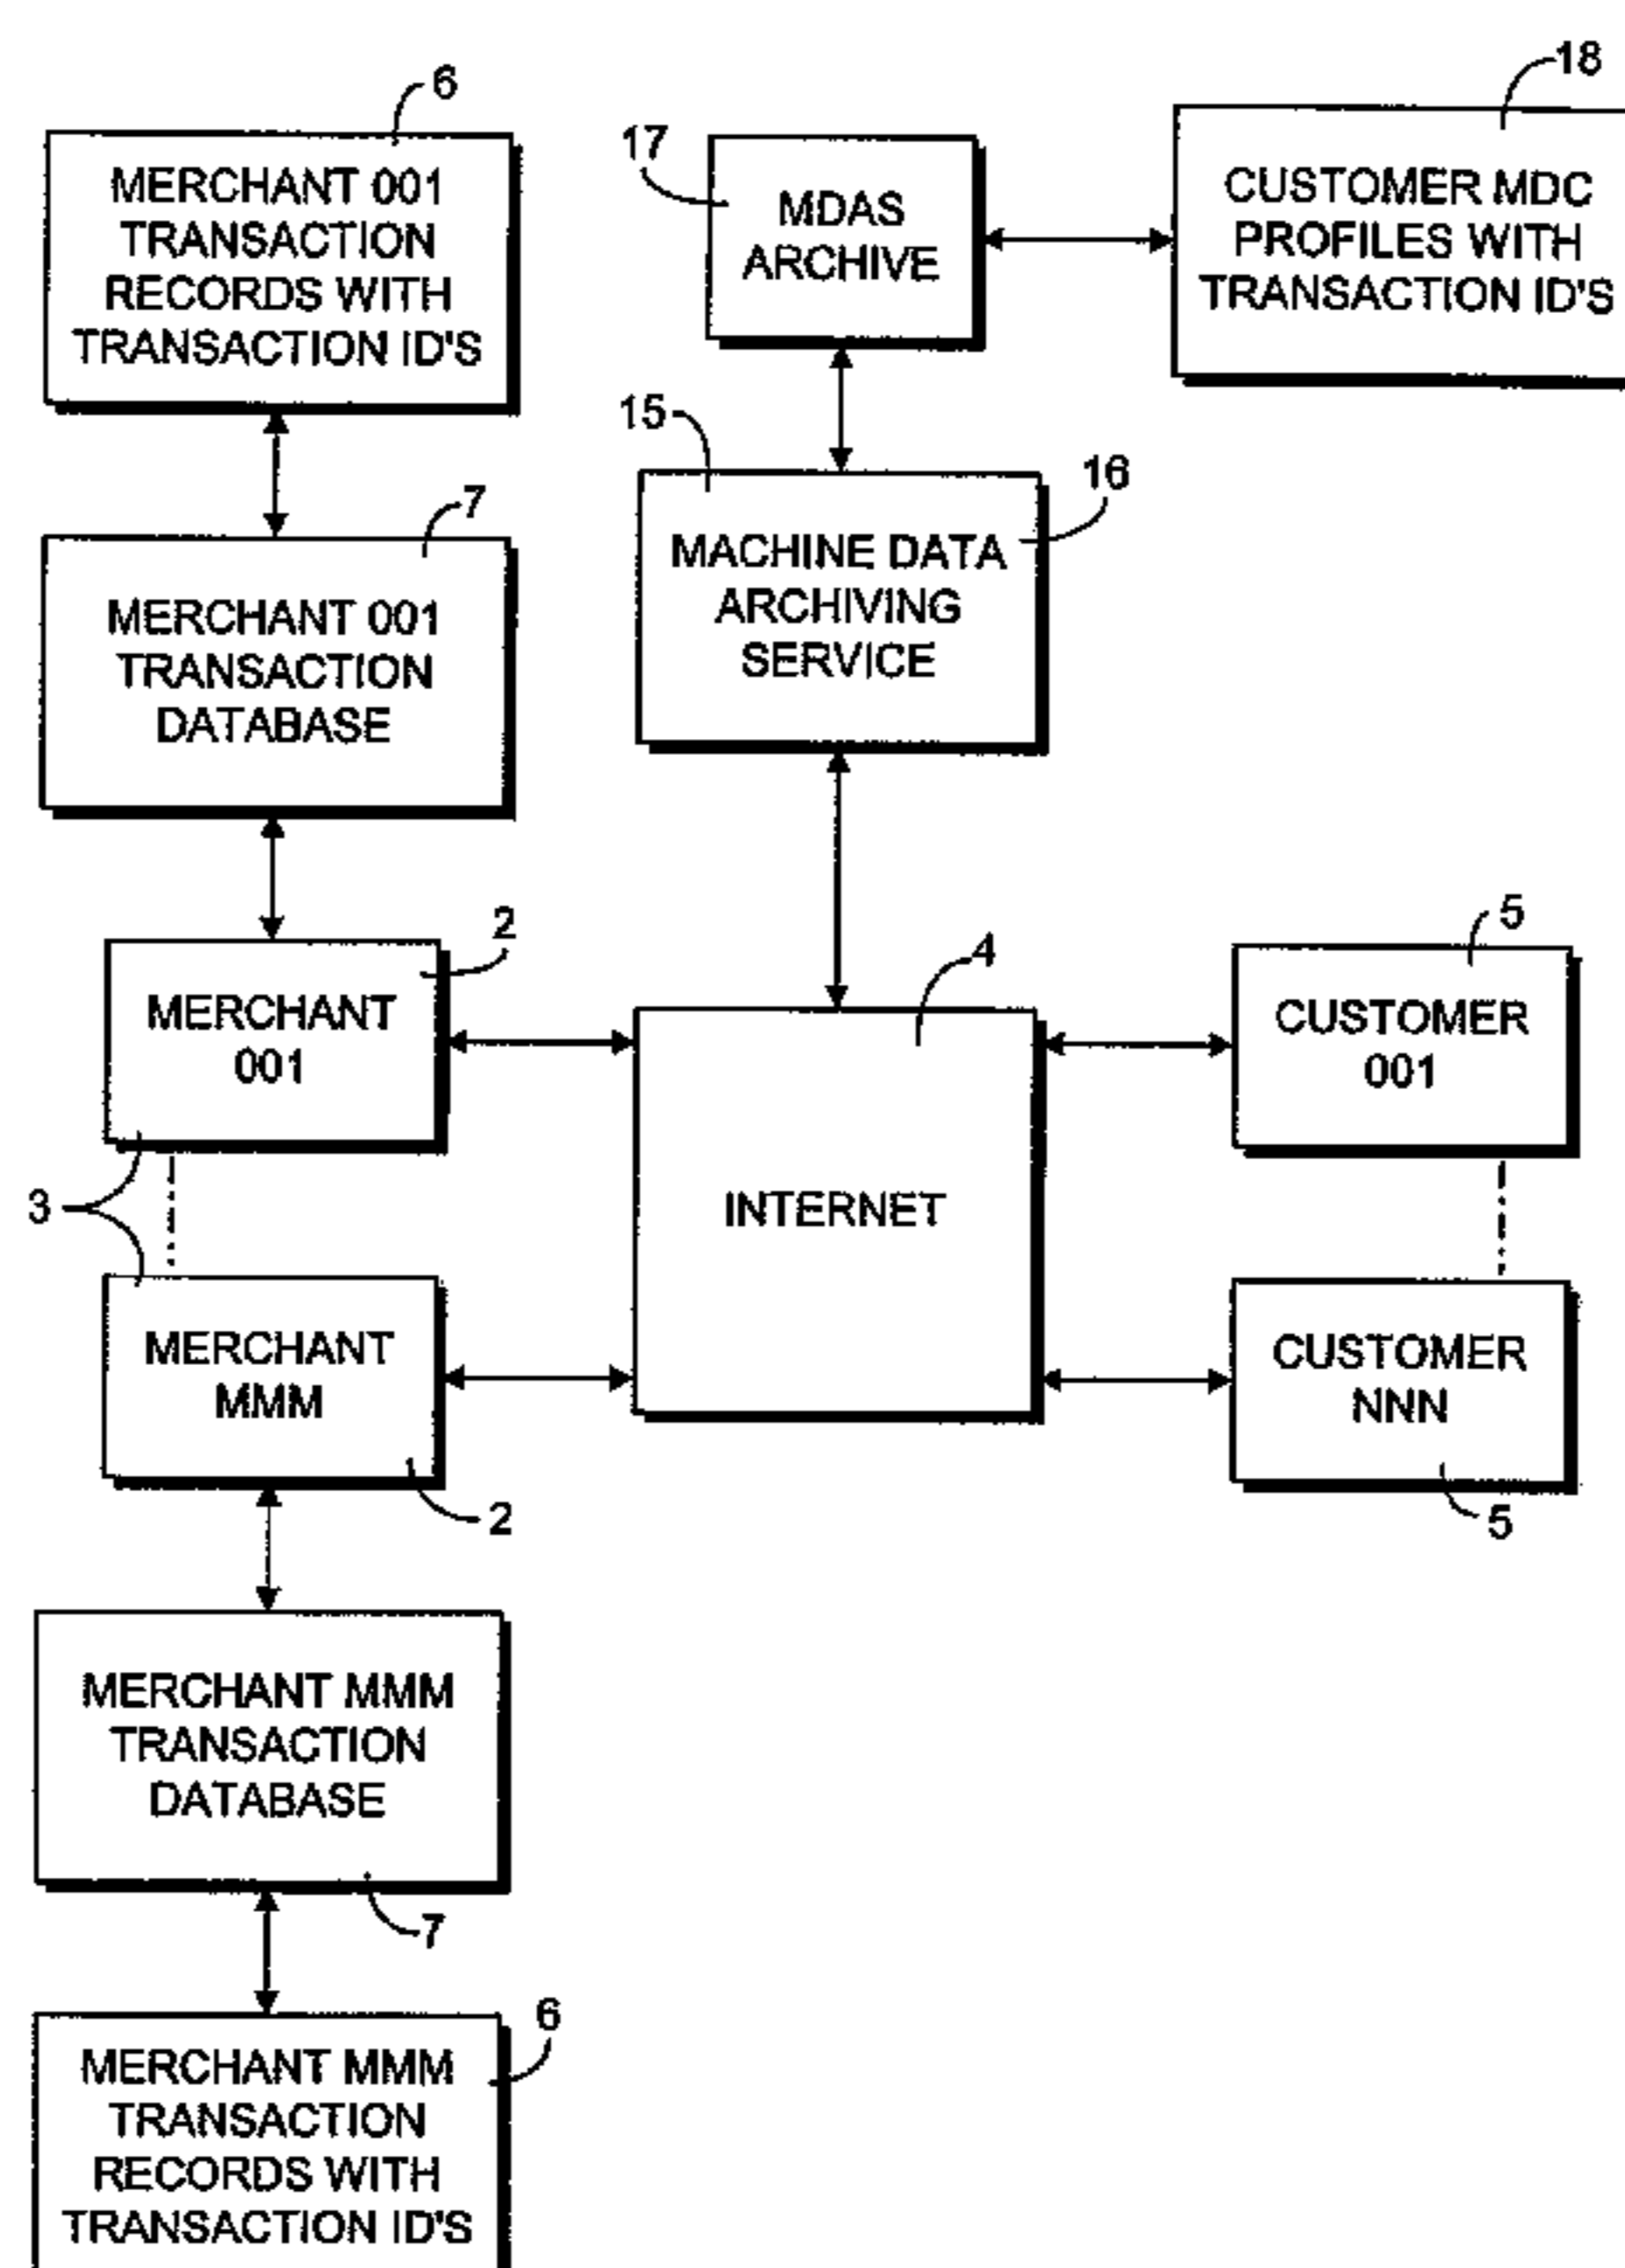 6
MERCHANT 001
TRANSACTION
RECORDS WITH
TRANSACTION ID'S
17
MDAS
ARCHIVE
18
CUSTOMER MDC
PROFILES WITH
TRANSACTION ID'S
7
MERCHANT 001
TRANSACTION
DATABASE
15
16
MACHINE DATA
ARCHIVING
SERVICE
2
MERCHANT
001
4
INTERNET
5
CUSTOMER
001
3
MERCHANT
MMM
2
CUSTOMER
NNN
5
MERCHANT MMM
TRANSACTION
DATABASE
7
6
MERCHANT MMM
TRANSACTION
RECORDS WITH
TRANSACTION ID'S